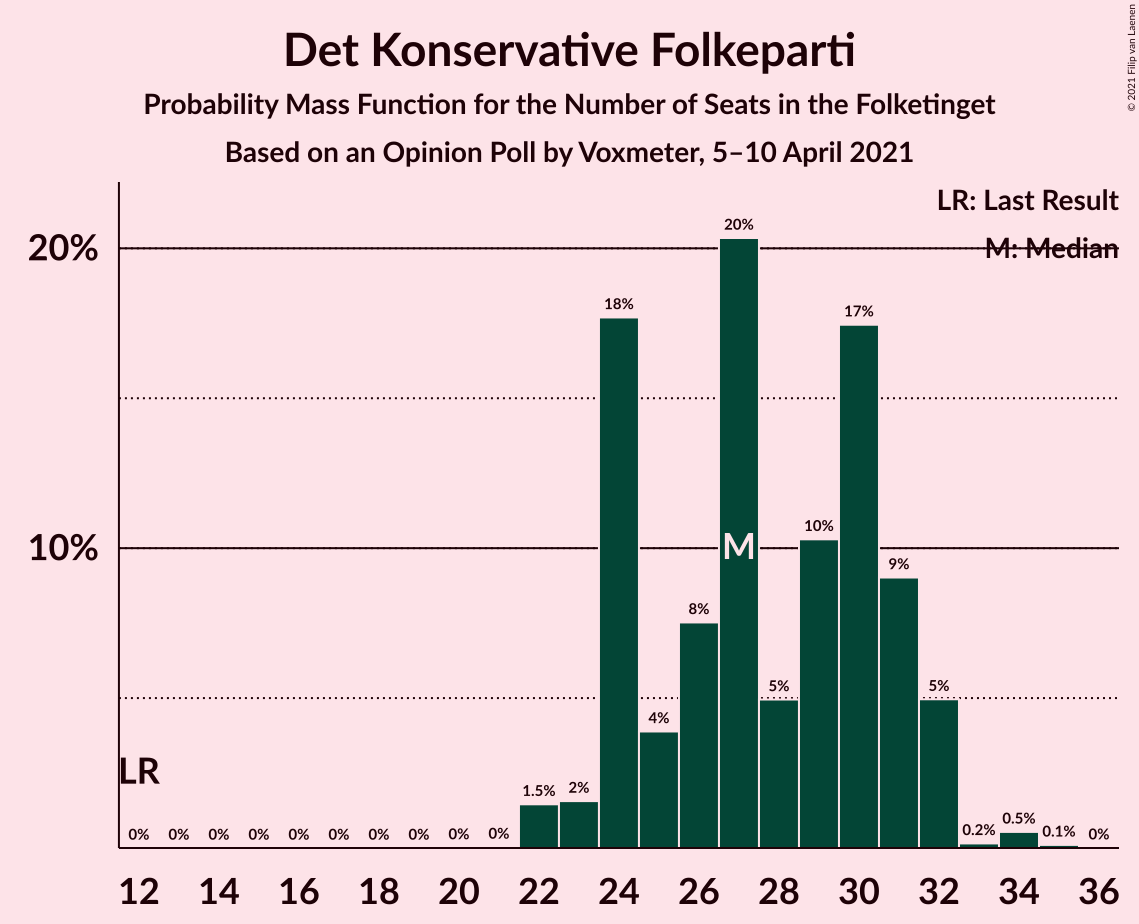 Det Konservative Folkeparti
Probability Mass Function for the Number of Seats in the Folketinget
Based on an Opinion Poll by Voxmeter, 5–10 April 2021
© 2021 Filip van Laenen
LR: Last Result
M: Median
20%
10%
20%
18%
17%
10%
9%
8%
5%
5%
4%
M
LR
0% 0% 0% 0% 0% 0% 0% 0% 0% 0% 1.5% 2% 0.2% 0.5% 0.1% 0%
12 14 16 18 20 22 24 26 28 30 32 34 36